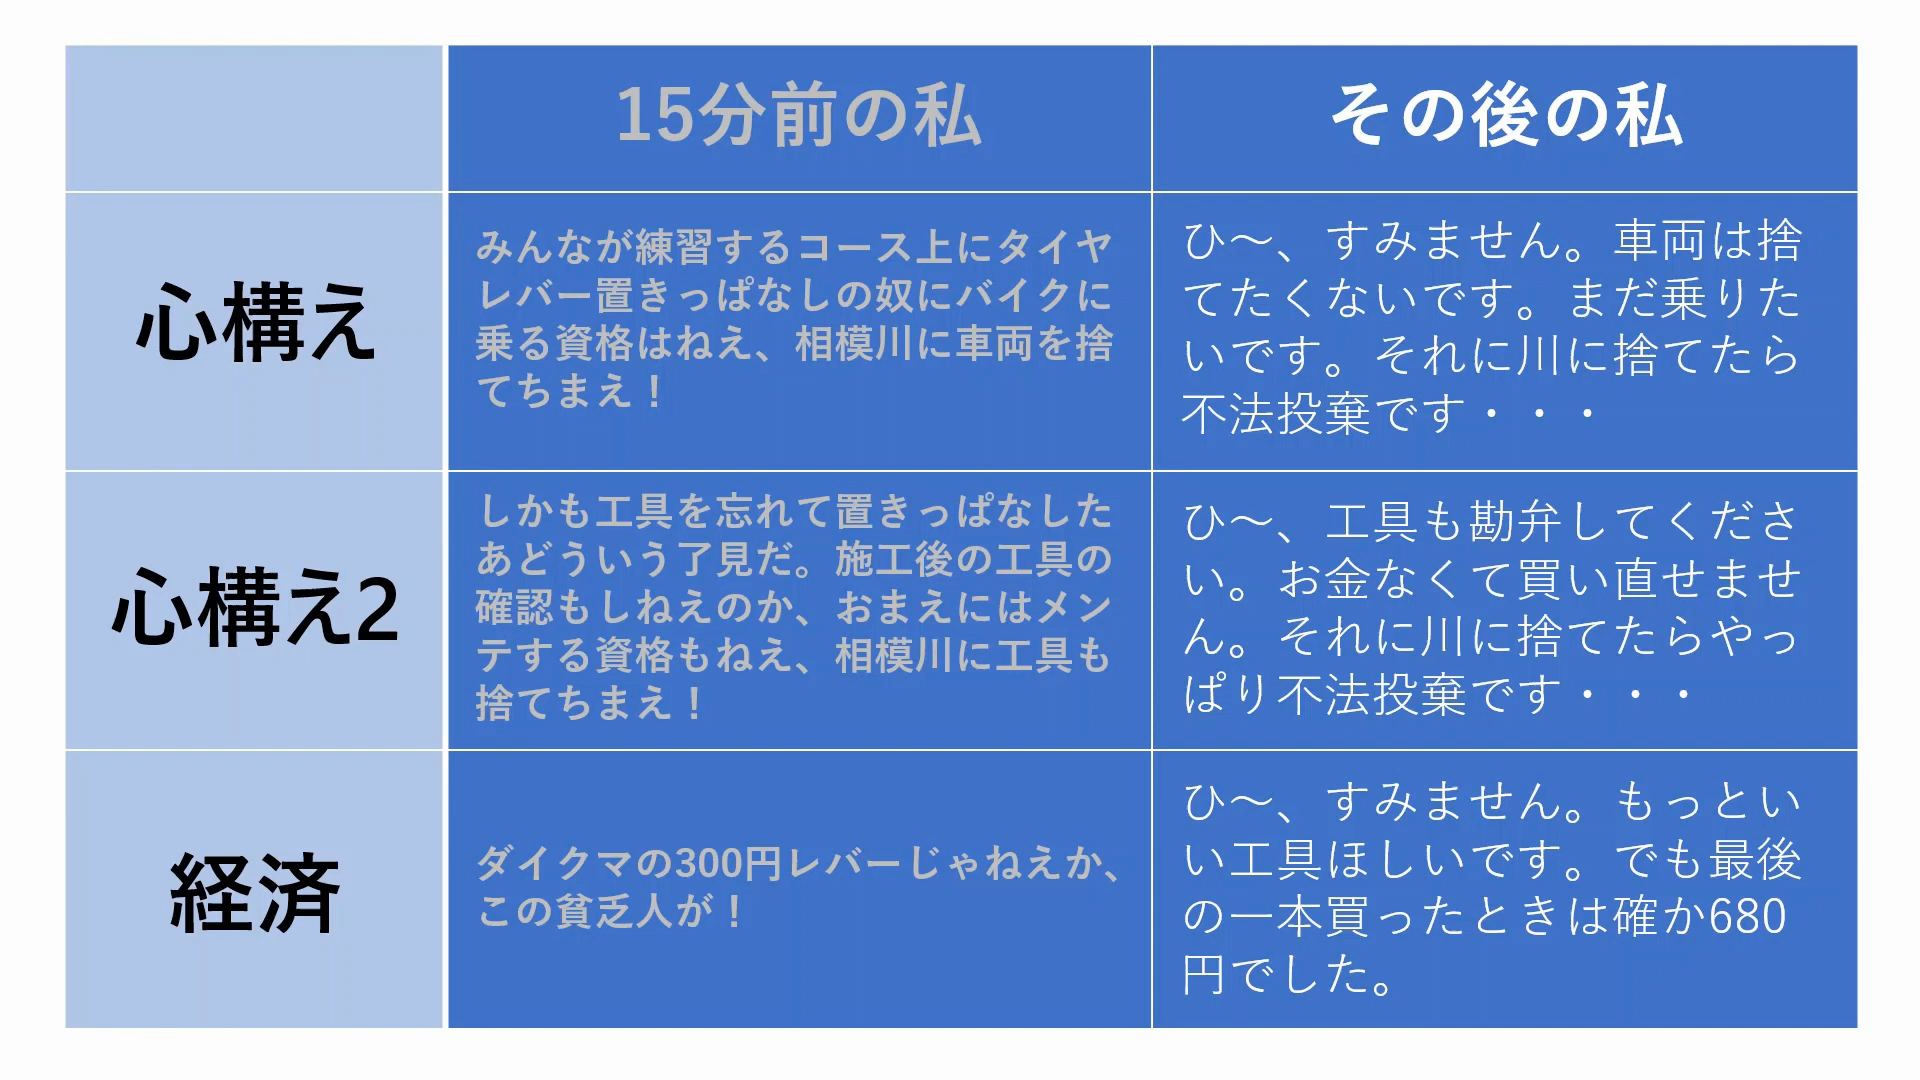 15分前の私
その後の私
心構え
みんなが練習するコース上にタイヤ
レバー置きっぱなしの奴にバイクに
乗る資格はねえ、相模川に車両を捨
てちまえ！
ひ～、すみません。車両は捨
てたくないです。まだ乗りた
いです。それに川に捨てたら
不法投棄です・・・
心構え2
しかも工具を忘れて置きっぱなした
あどういう了見だ。施工後の工具の
確認もしねえのか、おまえにはメン
テする資格もねえ、相模川に工具も
捨てちまえ！
ひ～、工具も勘弁してくださ
い。お金なくて買い直せませ
ん。それに川に捨てたらやっ
ぱり不法投棄です・・・
経済
ダイクマの300円レバーじゃねえか、
この貧乏人が！
ひ～、すみません。もっとい
い工具ほしいです。でも最後
の一本買ったときは確か680
円でした。